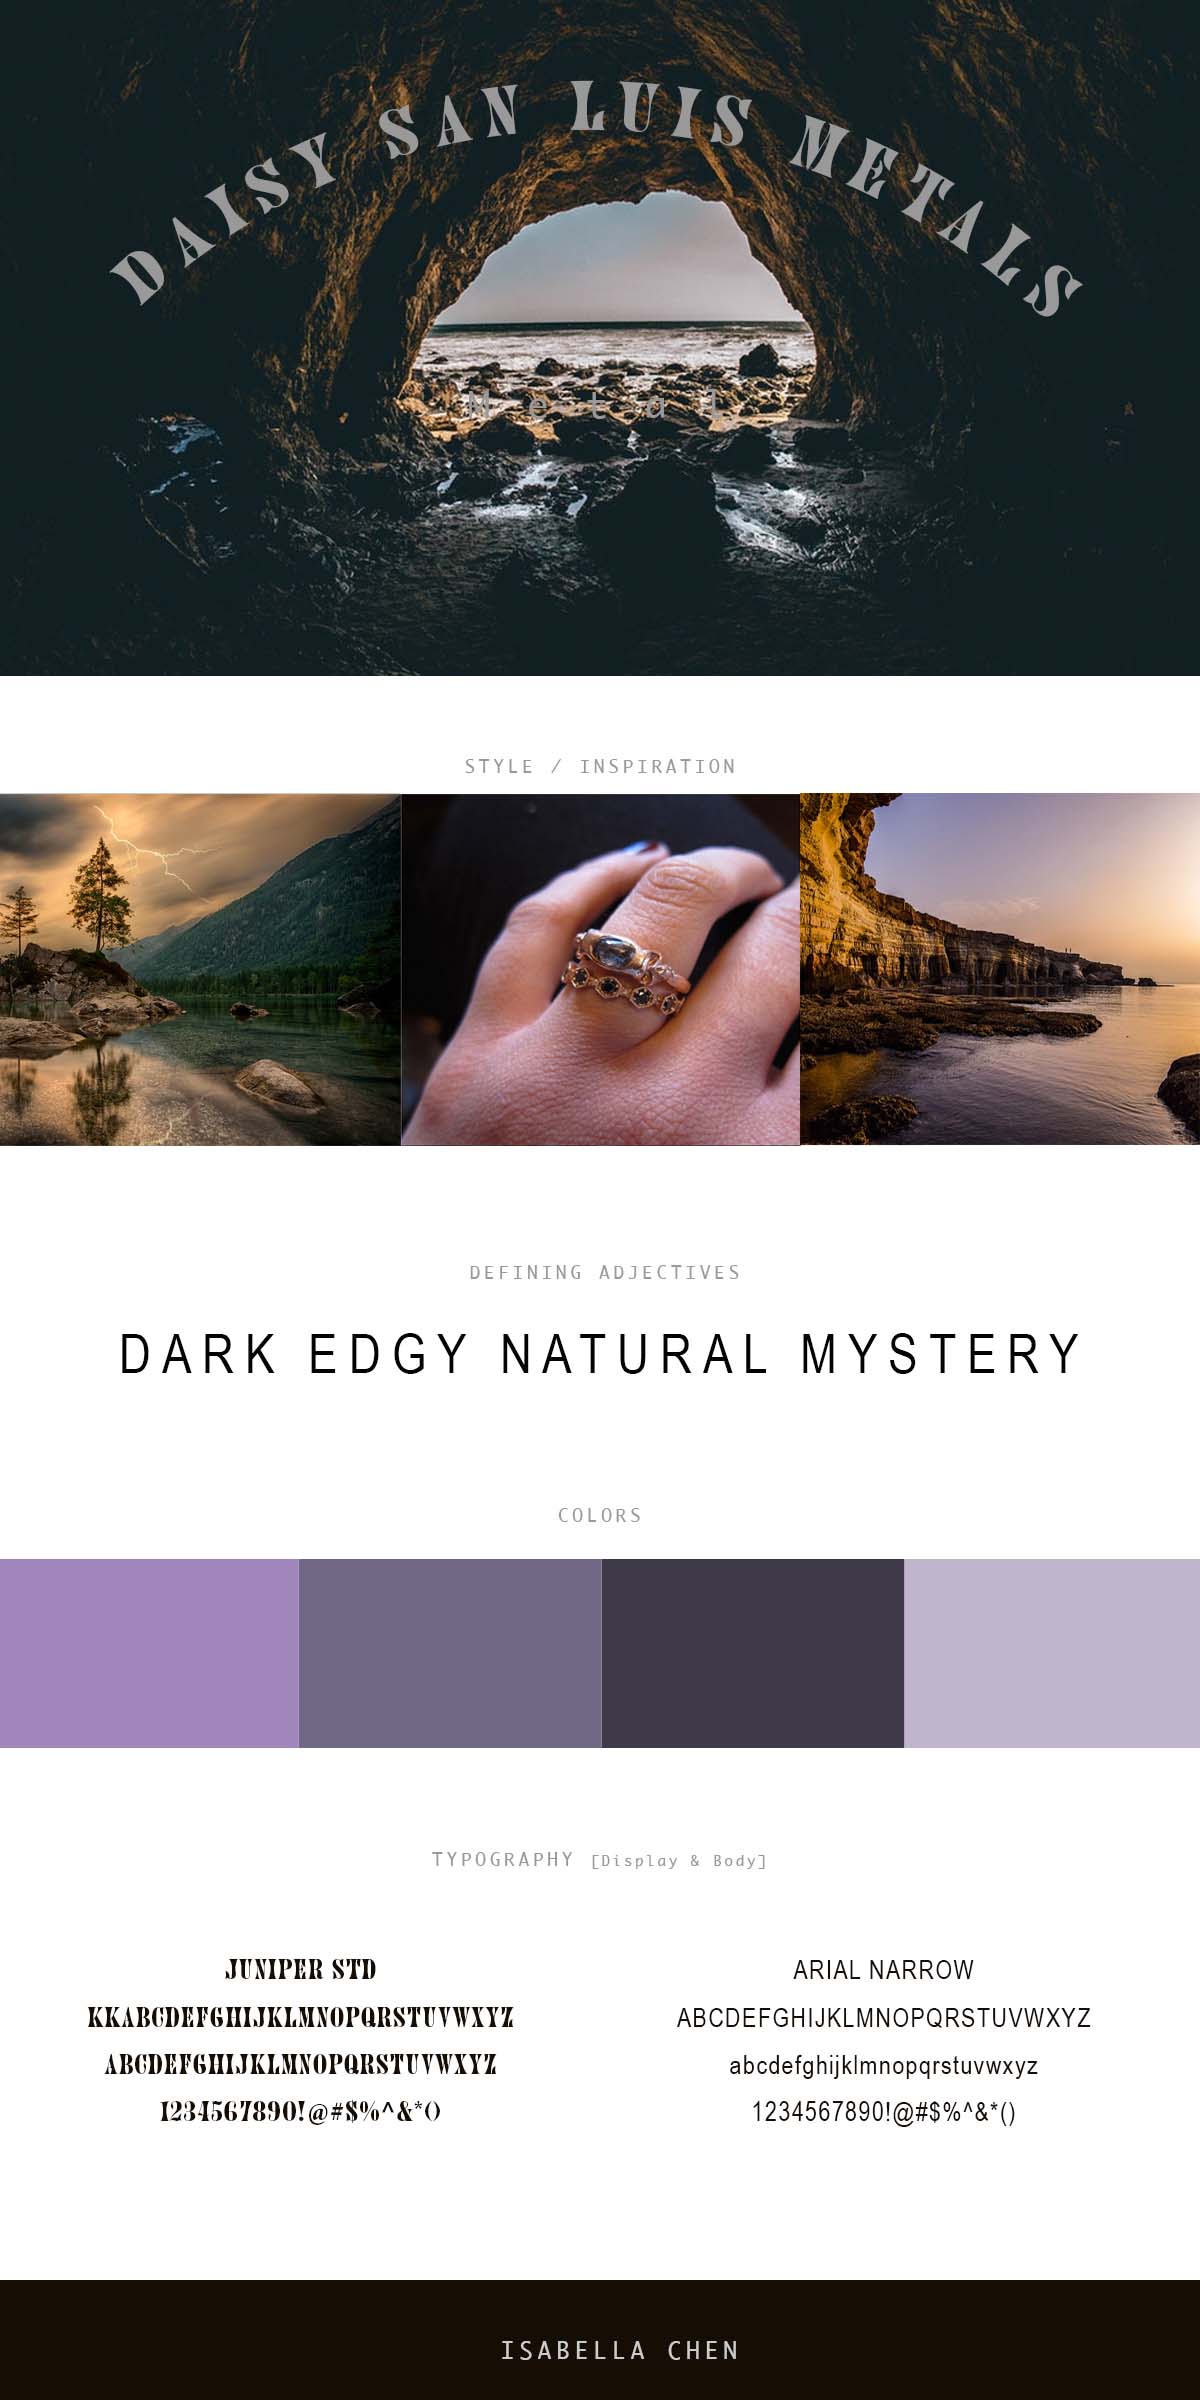 DAISY SAN LUIS METALS
Metal
STYLE / INSPIRATION
DEFINING ADJECTIVES
DARK EDGY NATURAL MYSTERY
COLORS
TYPOGRAPHY [Display & Body]
JUNIPER STD
KKABCDEFGHIJKLMNOPQRSTUVWXYZ
ABCDEFGHIJKLMNOPQRSTUVWXYZ
1234567890!@#$%^&*()
ARIAL NARROW
ABCDEFGHIJKLMNOPQRSTUVWXYZ
abcdefghijklmnopqrstuvwxyz
1234567890!@#$%^&*()
ISABELLA CHEN